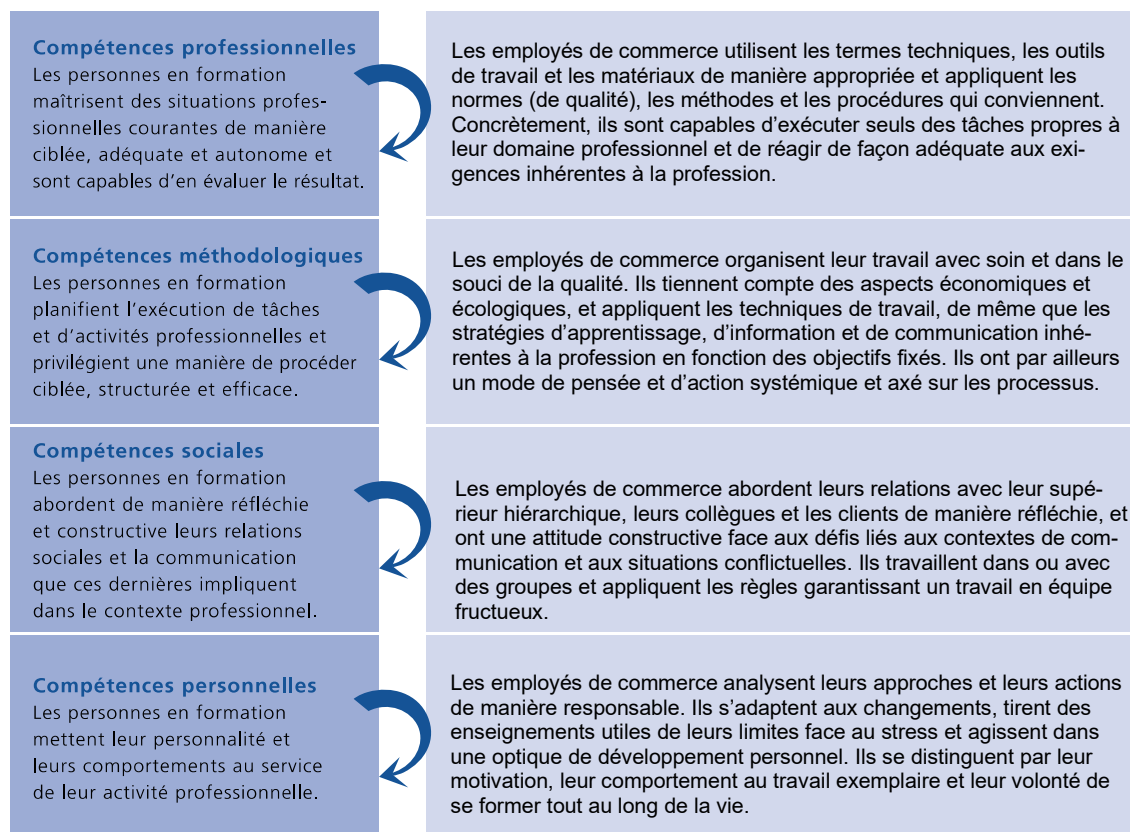 Compétences professionnelles
Les personnes en formation
maîtrisent des situations profes-
sionnelles courantes de manière
ciblée, adéquate et autonome et
sont capables d'en évaluer le résultat.
Les employés de commerce utilisent les termes techniques, les outils
de travail et les matériaux de manière appropriée et appliquent les
normes (de qualité), les méthodes et les procédures qui conviennent.
Concrètement, ils sont capables d'exécuter seuls des tâches propres à
leur domaine professionnel et de réagir de façon adéquate aux exi-
gences inhérentes à la profession.
Compétences méthodologiques
Les personnes en formation
planifient l'exécution de tâches
et d'activités professionnelles et
privilégient une manière de procéder
ciblée, structurée et efficace.
Les employés de commerce organisent leur travail avec soin et dans le
souci de la qualité. Ils tiennent compte des aspects économiques et
écologiques, et appliquent les techniques de travail, de même que les
stratégies d'apprentissage, d'information et de communication inhé-
rentes à la profession en fonction des objectifs fixés. Ils ont par ailleurs
un mode de pensée et d'action systémique et axé sur les processus.
Compétences sociales
Les personnes en formation
abordent de manière réfléchie
et constructive leurs relations
sociales et la communication
que ces dernières impliquent
dans le contexte professionnel.
Les employés de commerce abordent leurs relations avec leur supé-
rieur hiérarchique, leurs collègues et les clients de manière réfléchie, et
ont une attitude constructive face aux défis liés aux contextes de com-
munication et aux situations conflictuelles. Ils travaillent dans ou avec
des groupes et appliquent les règles garantissant un travail en équipe
fructueux.
Compétences personnelles
Les personnes en formation
mettent leur personnalité et
leurs comportements au service
de leur activité professionnelle.
Les employés de commerce analysent leurs approches et leurs actions
de manière responsable. Ils s'adaptent aux changements, tirent des
enseignements utiles de leurs limites face au stress et agissent dans
une optique de développement personnel. Ils se distinguent par leur
motivation, leur comportement au travail exemplaire et leur volonté de
se former tout au long de la vie.